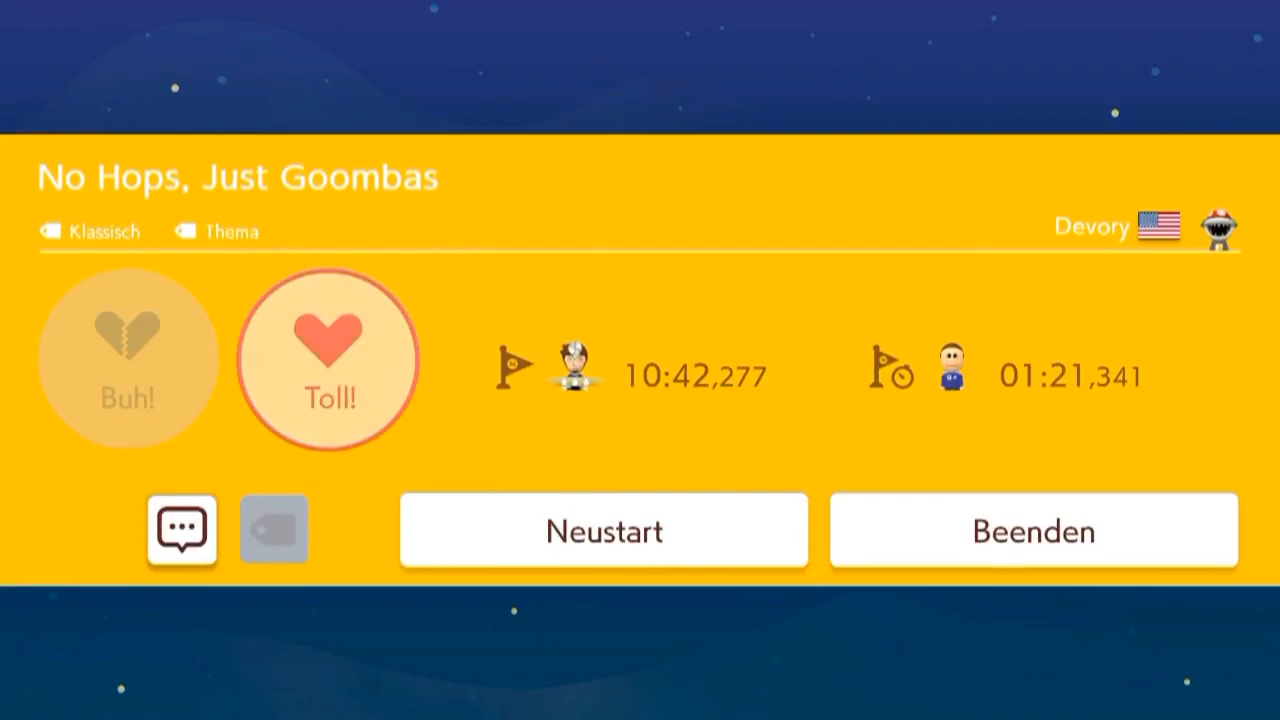 No Hops, Just Goombas
Klassisch Thema
Devory
Buh! Toll!
10:42,277 01:21,341
Neustart Beenden